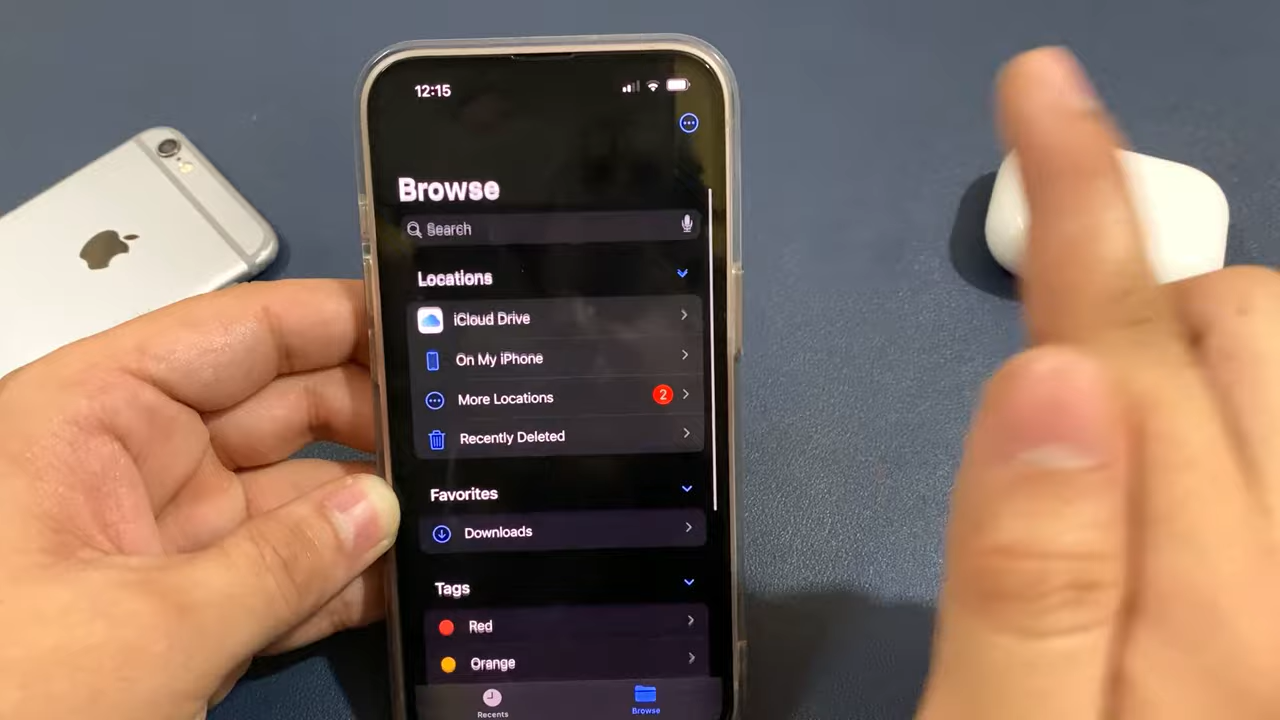 12:15
Browse
Search
Locations
iCloud Drive
On My iPhone
More Locations
2
Recently Deleted
Favorites
Downloads
Tags
Red
Orange
Recents
Browse